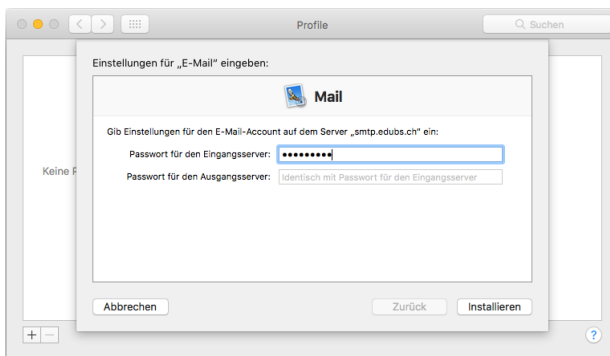 Profile
Suchen
Einstellungen für „E-Mail" eingeben:
Mail
Gib Einstellungen für den E-Mail-Account auf dem Server „smtp.edubs.ch" ein:
Passwort für den Eingangsserver: •••••••••
Passwort für den Ausgangsserver: Identisch mit Passwort für den Eingangsserver
Keine
Abbrechen
Zurück
Installieren
+ −
?